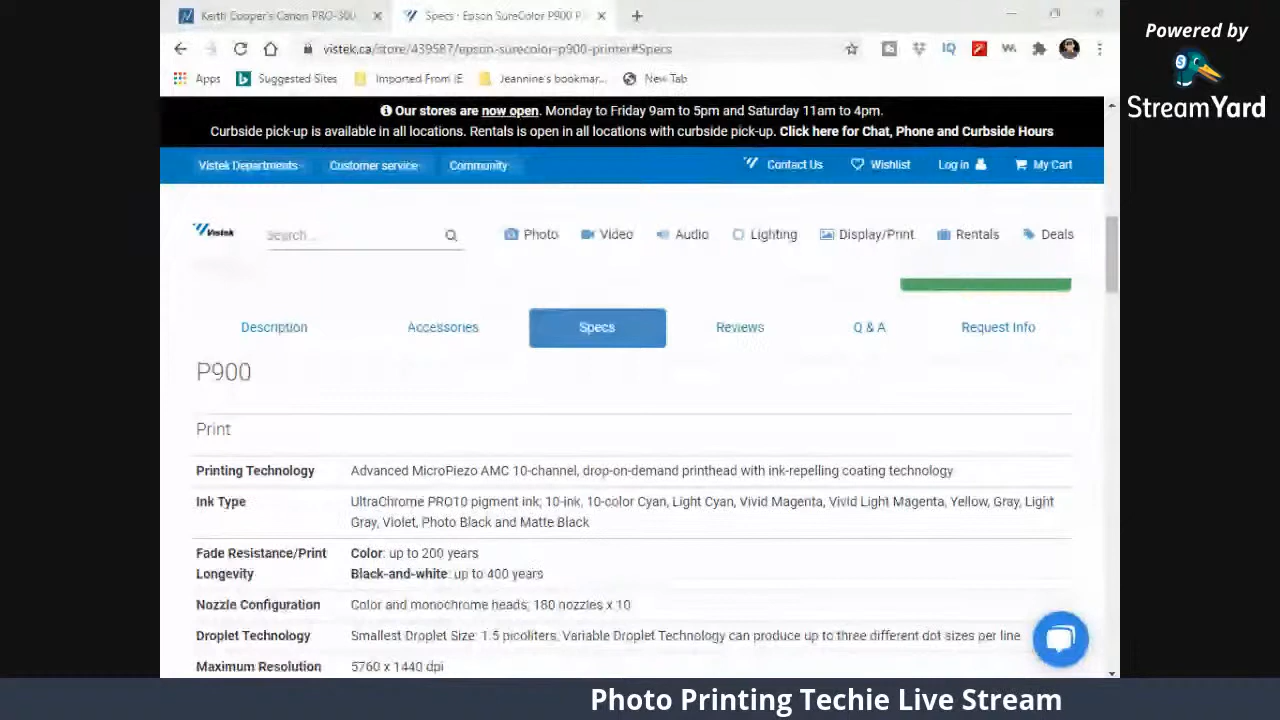 Keith Cooper's Canon PRO-300
Specs - Epson SureColor P900 P
Powered by
StreamYard
vistek.ca/store/439587/epson-surecolor-p900-printer#Specs
Apps
Suggested Sites
Imported From IE
Jeannine's bookmar...
New Tab
Our stores are now open. Monday to Friday 9am to 5pm and Saturday 11am to 4pm.
Curbside pick-up is available in all locations. Rentals is open in all locations with curbside pick-up. Click here for Chat, Phone and Curbside Hours
Vistek Departments Customer service Community Contact Us Wishlist Log in My Cart
Vistek Search... Photo Video Audio Lighting Display/Print Rentals Deals
Description Accessories Specs Reviews Q & A Request Info
P900
Print
Printing Technology Advanced MicroPiezo AMC 10-channel, drop-on-demand printhead with ink-repelling coating technology
Ink Type UltraChrome PRO10 pigment ink; 10-ink, 10-color Cyan, Light Cyan, Vivid Magenta, Vivid Light Magenta, Yellow, Gray, Light
Gray, Violet, Photo Black and Matte Black
Fade Resistance/Print Color: up to 200 years
Longevity Black-and-white: up to 400 years
Nozzle Configuration Color and monochrome heads; 180 nozzles x 10
Droplet Technology Smallest Droplet Size: 1.5 picoliters, Variable Droplet Technology can produce up to three different dot sizes per line
Maximum Resolution 5760 x 1440 dpi
Photo Printing Techie Live Stream